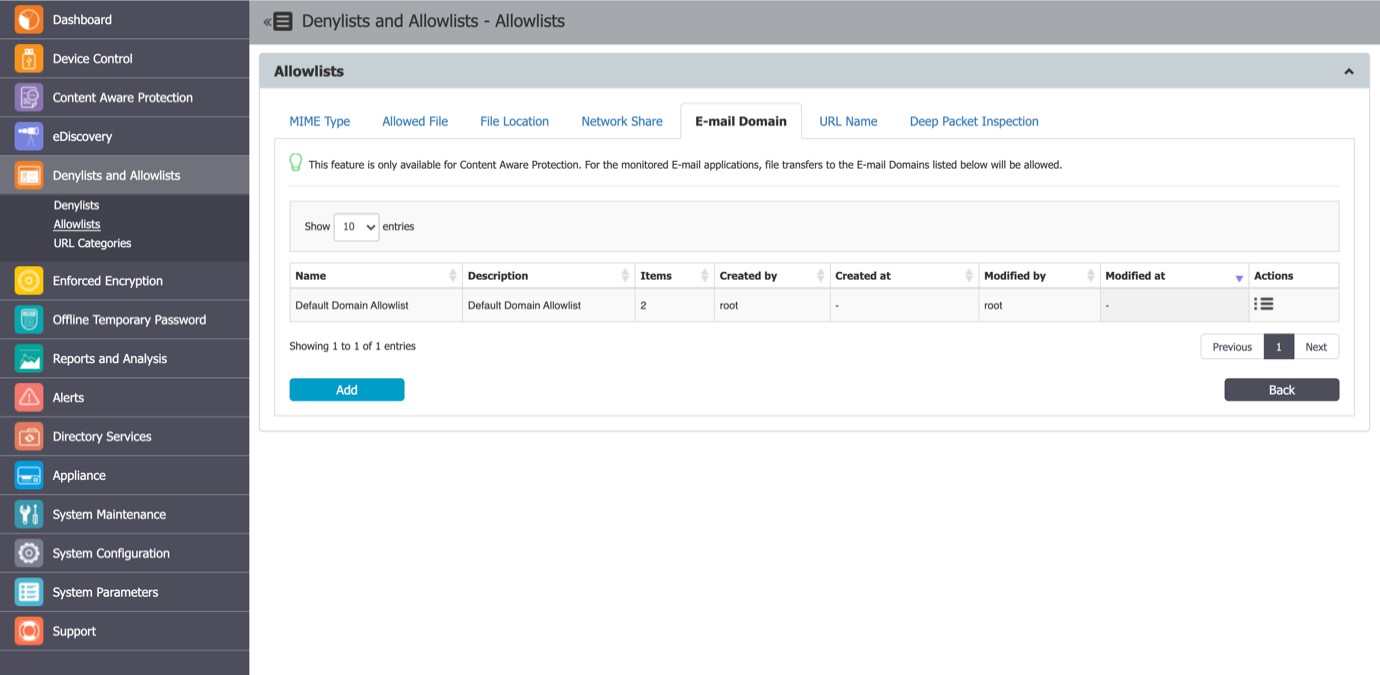 Dashboard
Device Control
Content Aware Protection
eDiscovery
Denylists and Allowlists
Denylists
Allowlists
URL Categories
Enforced Encryption
Offline Temporary Password
Reports and Analysis
Alerts
Directory Services
Appliance
System Maintenance
System Configuration
System Parameters
Support
« Denylists and Allowlists - Allowlists
Allowlists
MIME Type Allowed File File Location Network Share E-mail Domain URL Name Deep Packet Inspection
This feature is only available for Content Aware Protection. For the monitored E-mail applications, file transfers to the E-mail Domains listed below will be allowed.
Show 10 entries
Name Description Items Created by Created at Modified by Modified at Actions
Default Domain Allowlist Default Domain Allowlist 2 root - root -
Showing 1 to 1 of 1 entries Previous 1 Next
Add Back